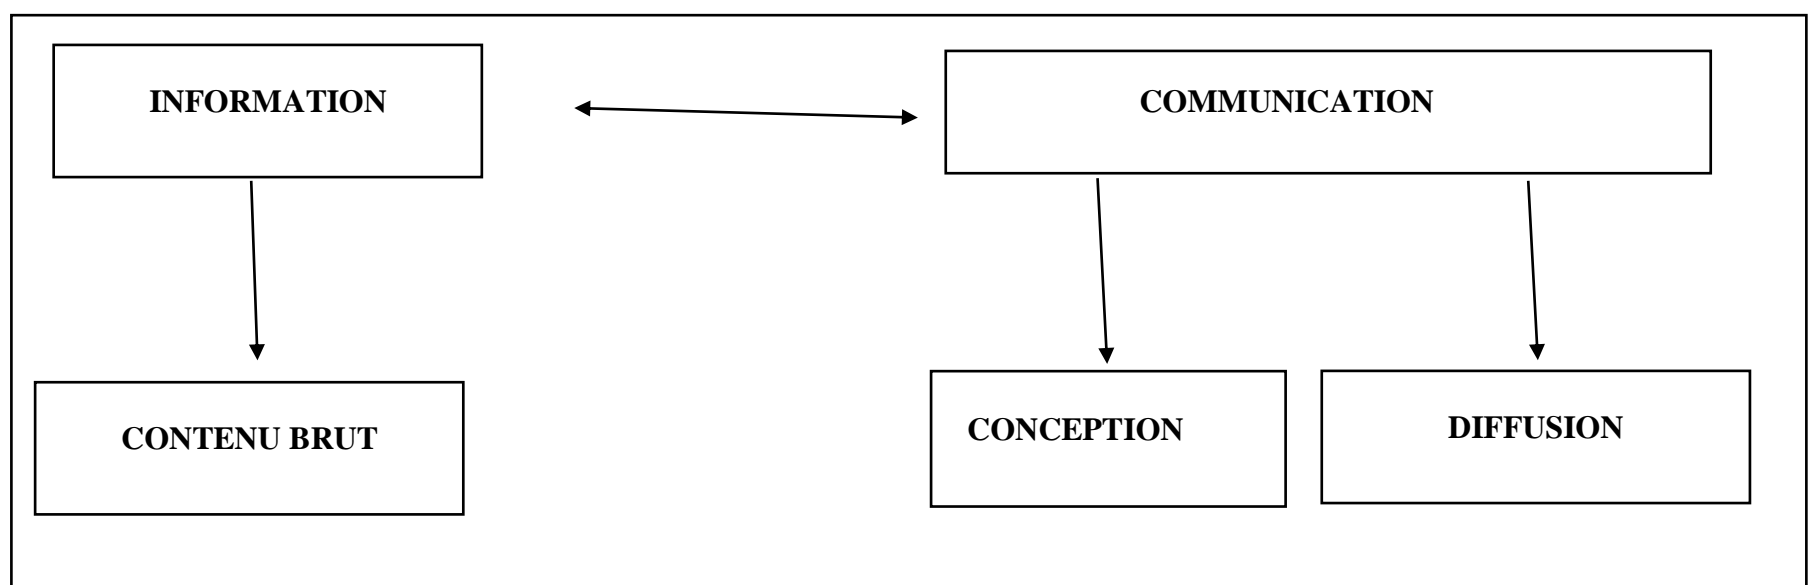 INFORMATION
COMMUNICATION
CONTENU BRUT
CONCEPTION
DIFFUSION